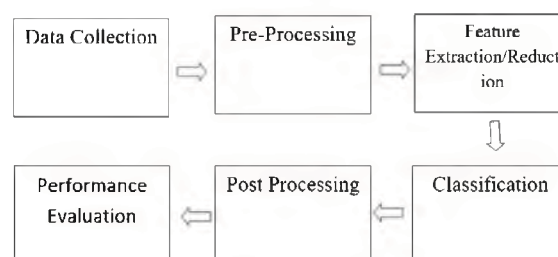 Data Collection
Pre-Processing
Feature
Extraction/Reduct
ion
Classification
Post Processing
Performance
Evaluation